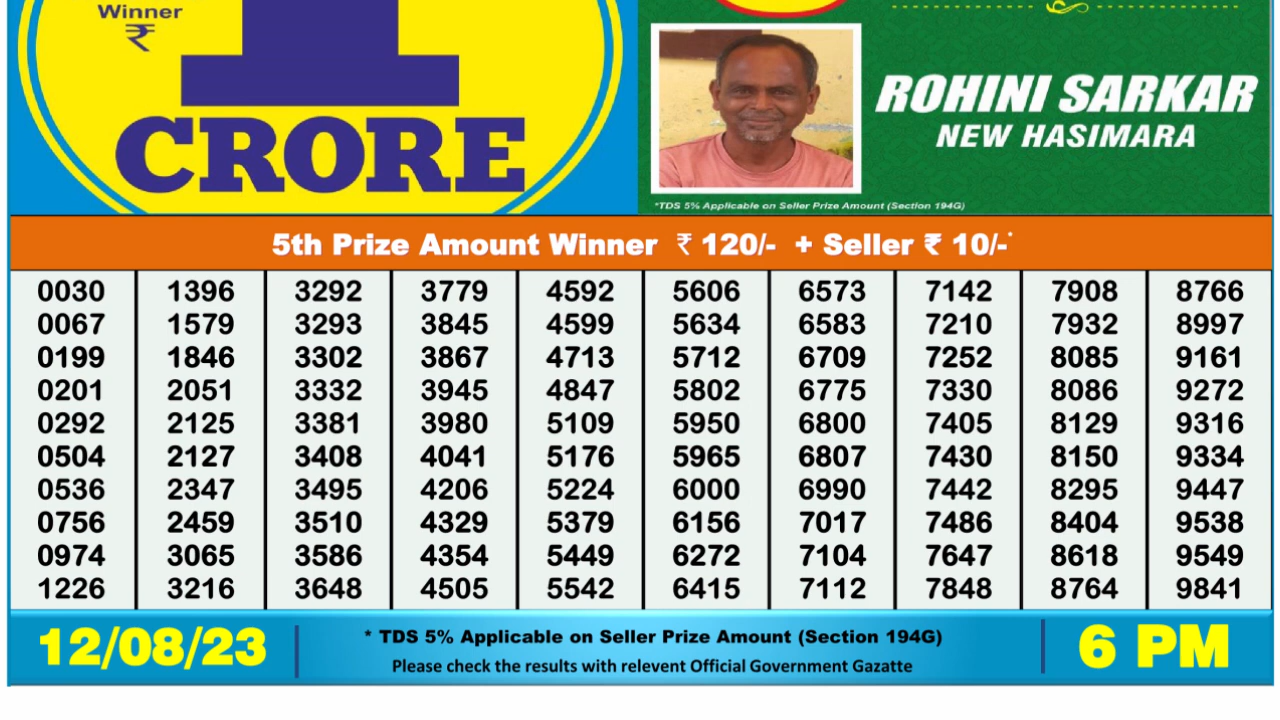 Winner
₹
1
CRORE
ROHINI SARKAR
NEW HASIMARA
*TDS 5% Applicable on Seller Prize Amount (Section 194G)
5th Prize Amount Winner ₹ 120/- + Seller ₹ 10/-*
0030 1396 3292 3779 4592 5606 6573 7142 7908 8766
0067 1579 3293 3845 4599 5634 6583 7210 7932 8997
0199 1846 3302 3867 4713 5712 6709 7252 8085 9161
0201 2051 3332 3945 4847 5802 6775 7330 8086 9272
0292 2125 3381 3980 5109 5950 6800 7405 8129 9316
0504 2127 3408 4041 5176 5965 6807 7430 8150 9334
0536 2347 3495 4206 5224 6000 6990 7442 8295 9447
0756 2459 3510 4329 5379 6156 7017 7486 8404 9538
0974 3065 3586 4354 5449 6272 7104 7647 8618 9549
1226 3216 3648 4505 5542 6415 7112 7848 8764 9841
12/08/23
* TDS 5% Applicable on Seller Prize Amount (Section 194G)
Please check the results with relevent Official Government Gazatte
6 PM